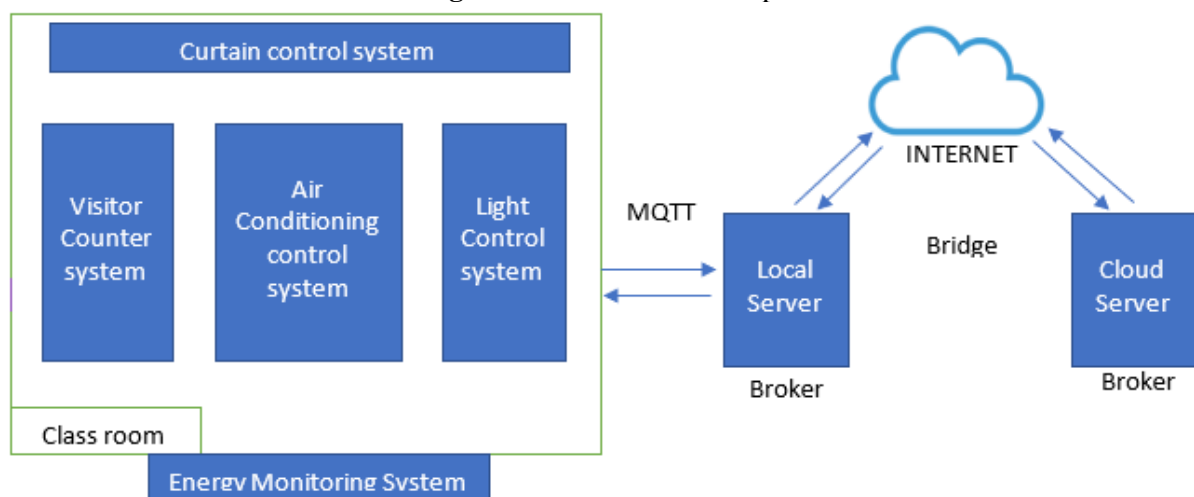 Curtain control system
Visitor
Counter
system
Air
Conditioning
control
system
Light
Control
system
Class room
Energy Monitoring System
MQTT
Local
Server
Broker
INTERNET
Bridge
Cloud
Server
Broker